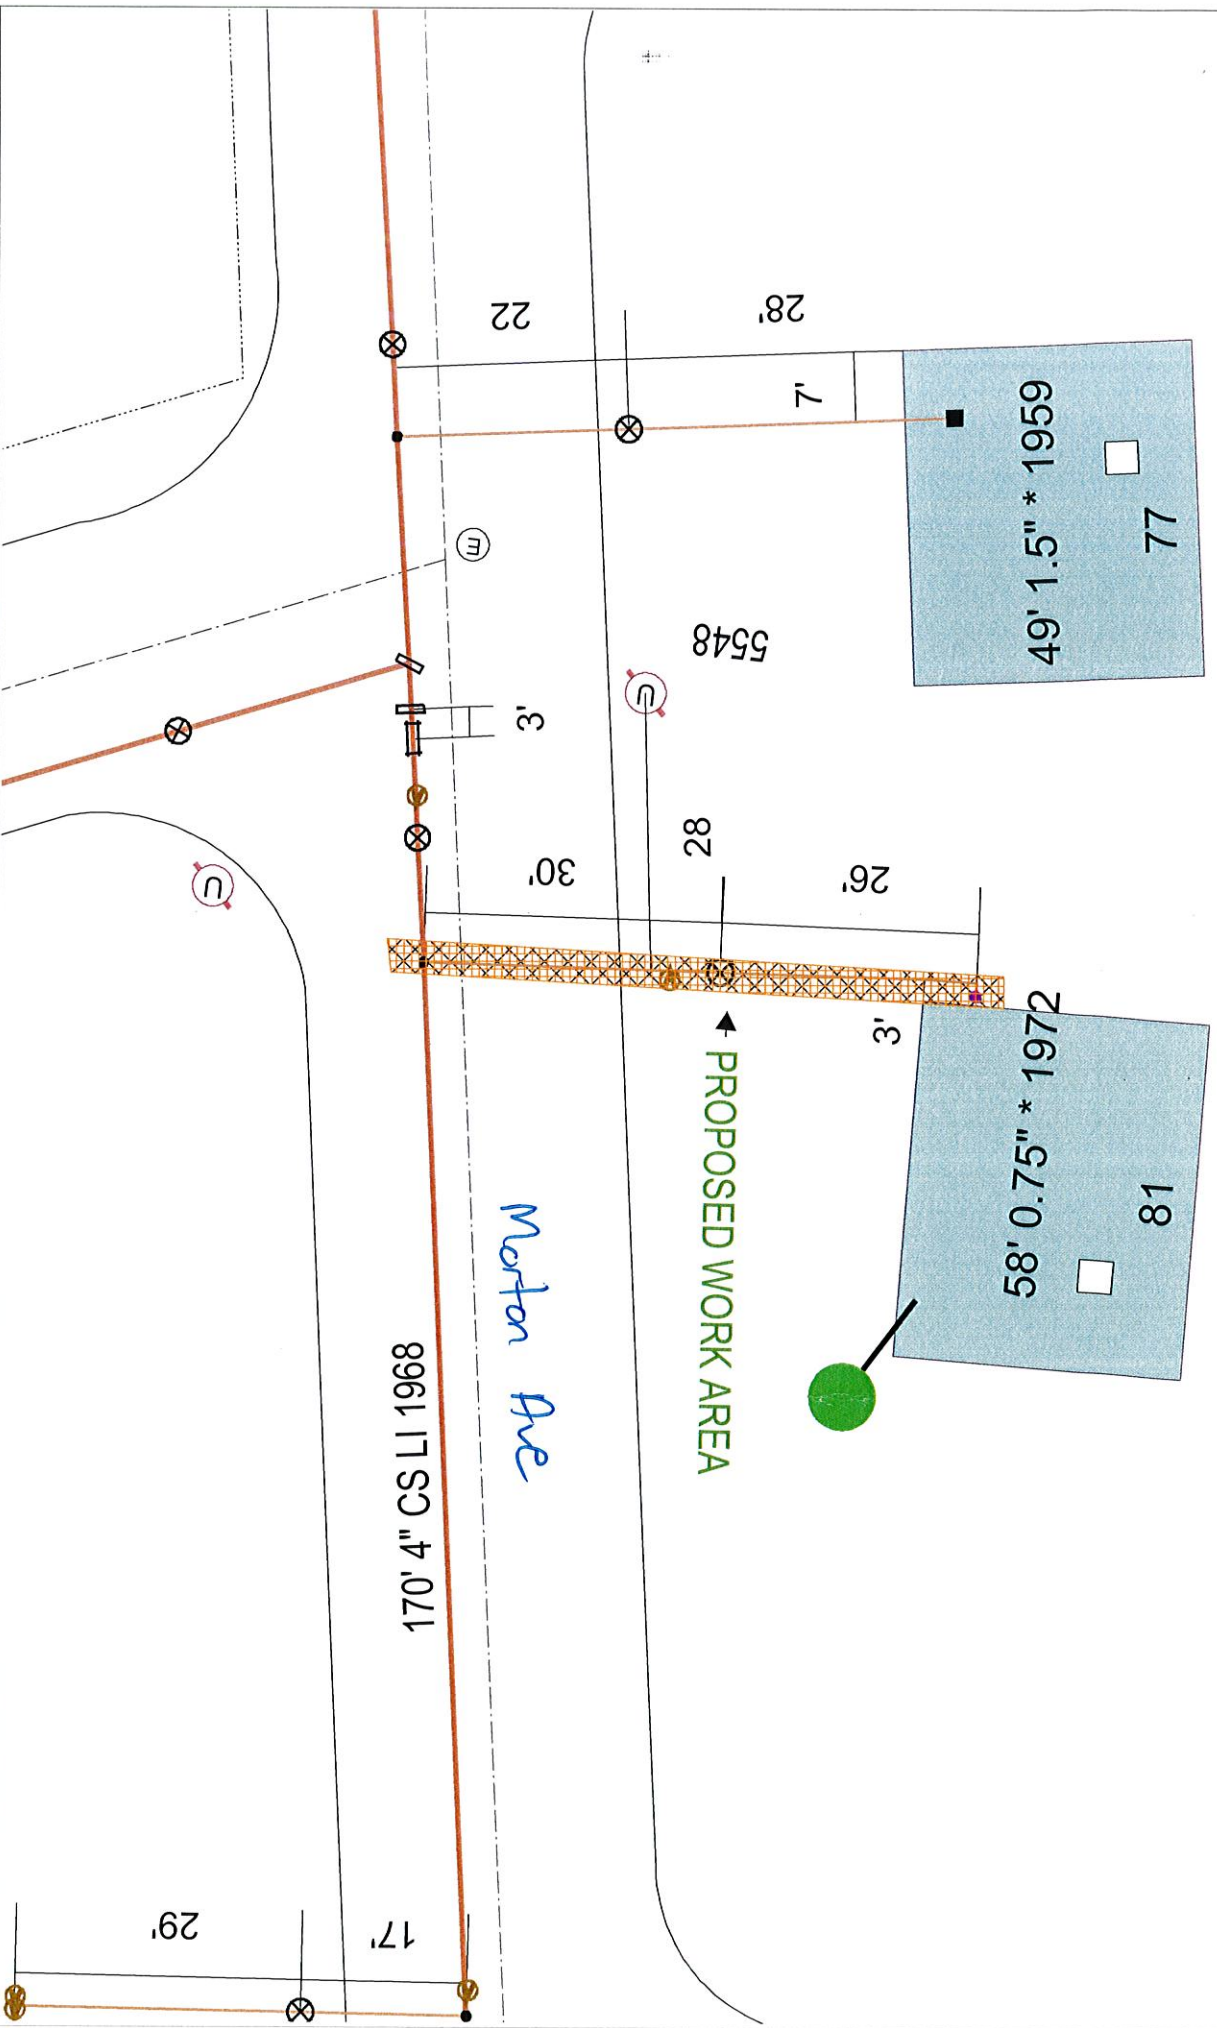 22
28'
7'
49' 1.5" * 1959
77
E
5548
U
3'
U
30'
28
26'
3'
PROPOSED WORK AREA
58' 0.75" * 1972
81
Morton Ave
170' 4" CS LI 1968
29'
17'